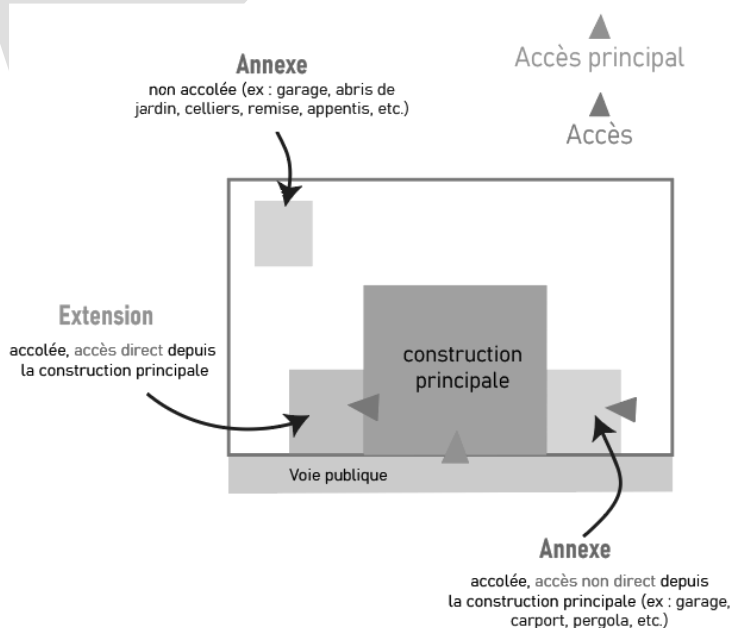 Accès principal
Accès
Annexe
non accolée (ex : garage, abris de
jardin, celliers, remise, appentis, etc.)
Extension
accolée, accès direct depuis
la construction principale
construction
principale
Voie publique
Annexe
accolée, accès non direct depuis
la construction principale (ex : garage,
carport, pergola, etc.)